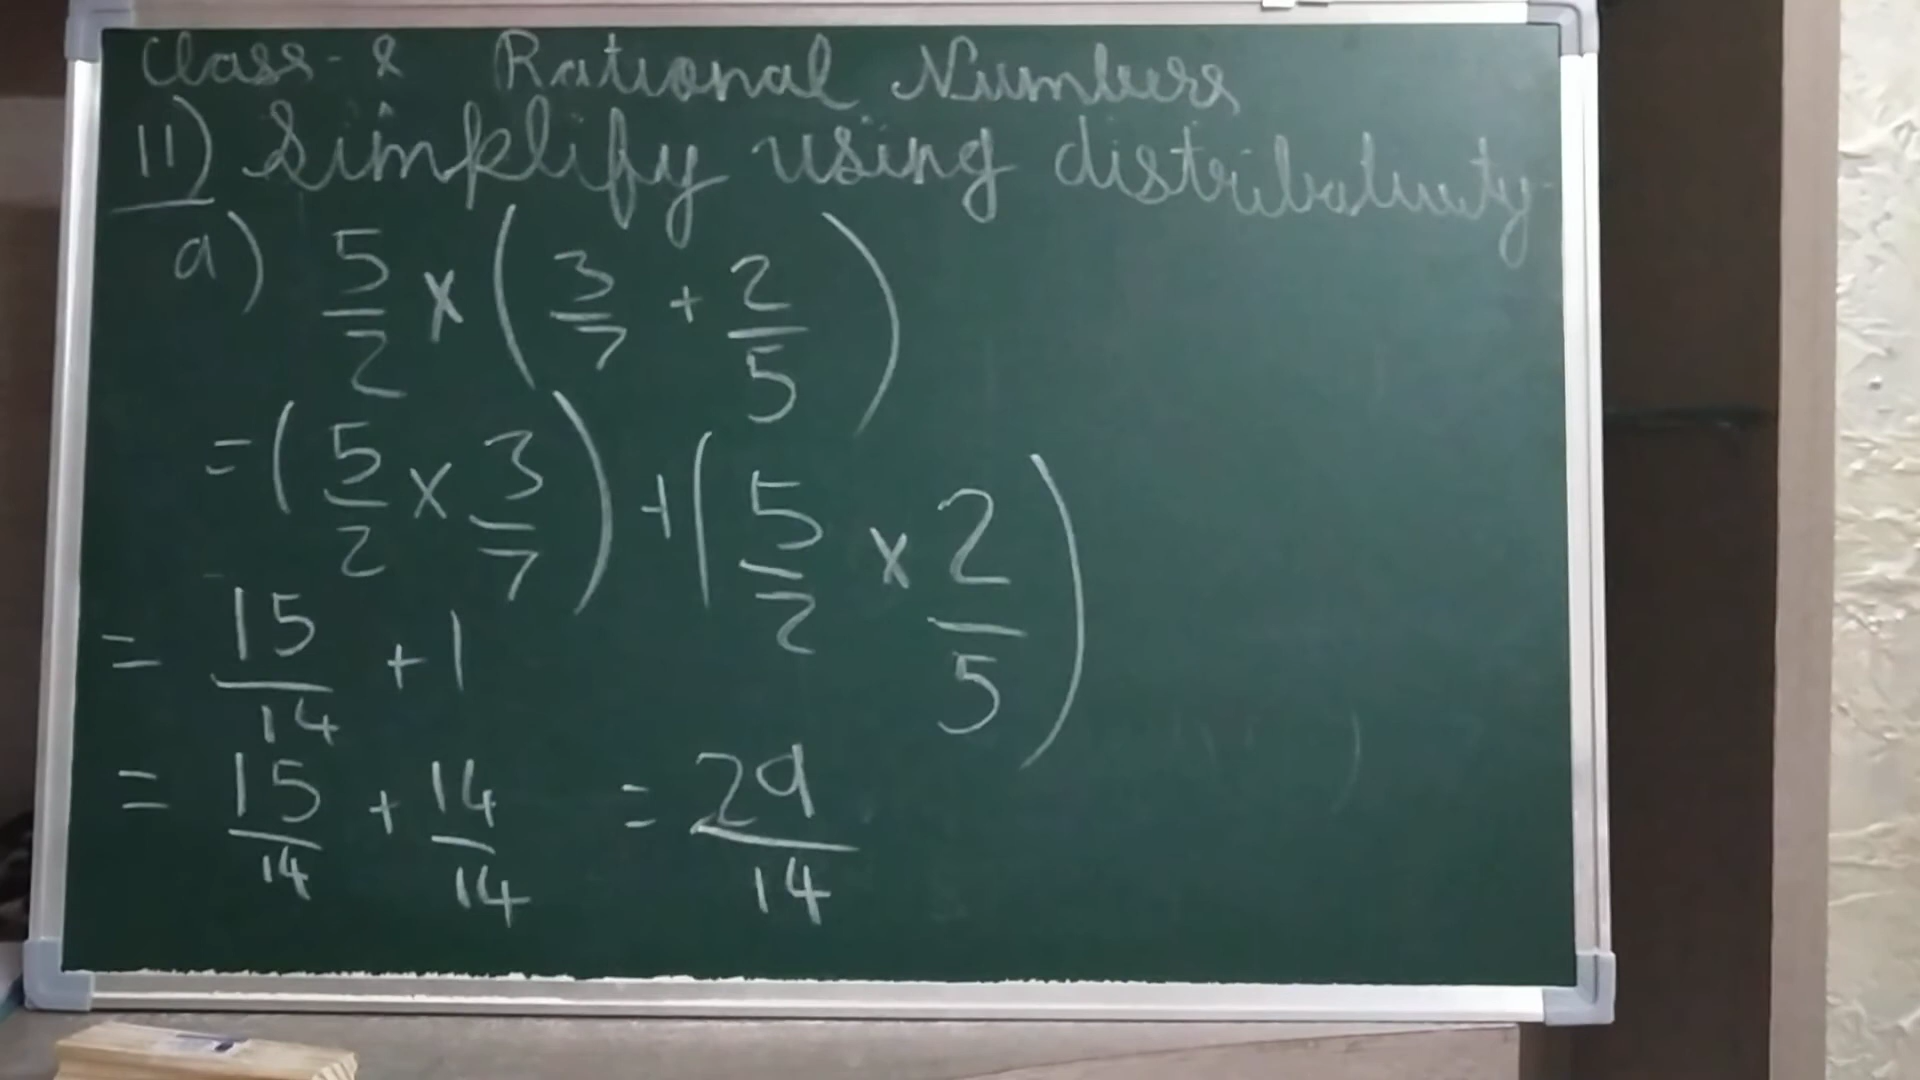 Class-8 Rational Numbers
11) Simplify using distributivity
a) 5/2 × (3/7 + 2/5)
= (5/2 × 3/7) + (5/2 × 2/5)
= 15/14 + 1
= 15/14 + 14/14 = 29/14